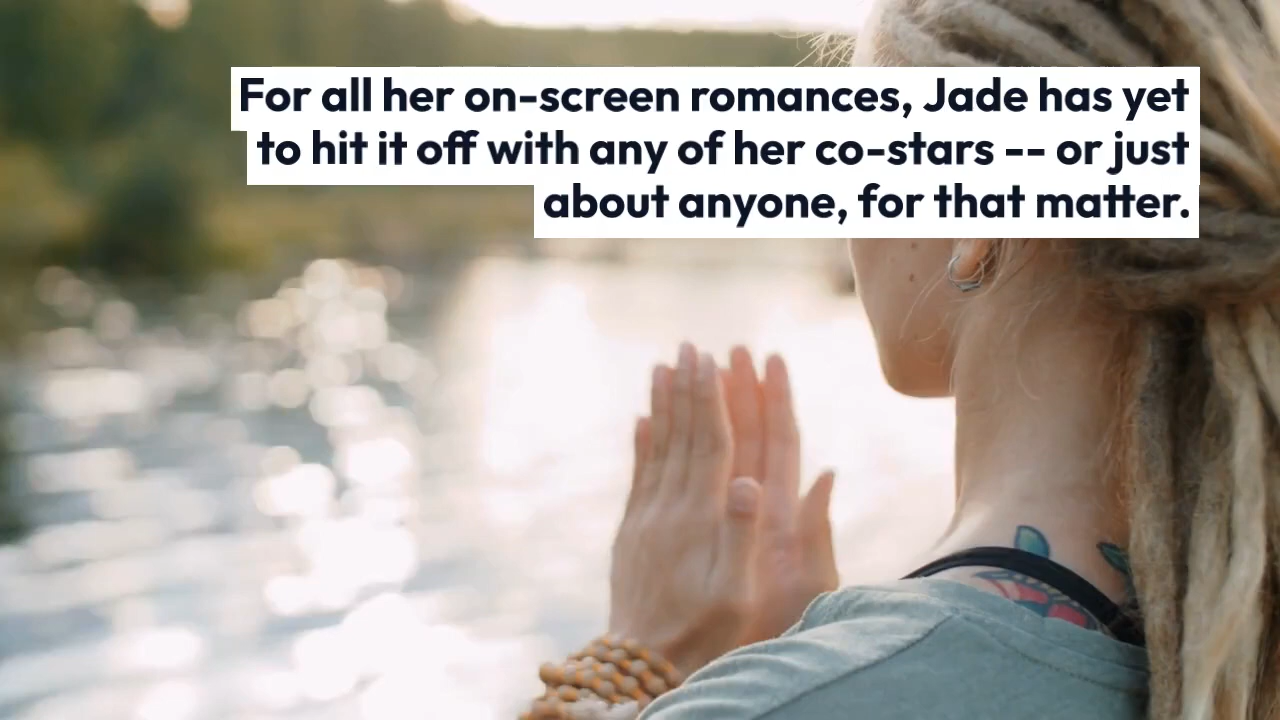 For all her on-screen romances, Jade has yet
to hit it off with any of her co-stars -- or just
about anyone, for that matter.